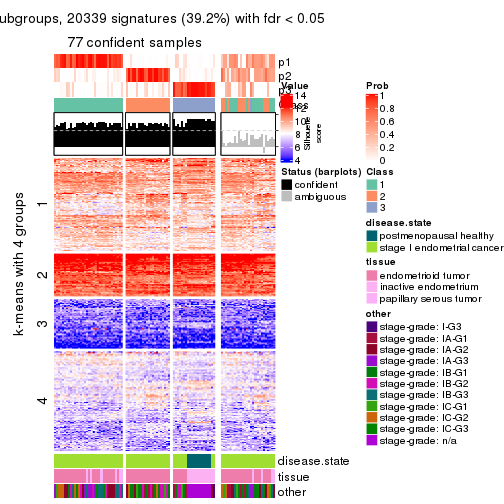 ubgroups, 20339 signatures (39.2%) with fdr < 0.05
77 confident samples
p1
p2
p3
Class
Silhouette
score
1
2
3
4
k-means with 4 groups
disease.state
tissue
other
Value
14
12
10
8
6
4
Status (barplots)
confident
ambiguous
Prob
1
0.8
0.6
0.4
0.2
0
Class
1
2
3
disease.state
postmenopausal healthy
stage I endometrial cancer
tissue
endometrioid tumor
inactive endometrium
papillary serous tumor
other
stage-grade: I-G3
stage-grade: IA-G1
stage-grade: IA-G2
stage-grade: IA-G3
stage-grade: IB-G1
stage-grade: IB-G2
stage-grade: IB-G3
stage-grade: IC-G1
stage-grade: IC-G2
stage-grade: IC-G3
stage-grade: n/a